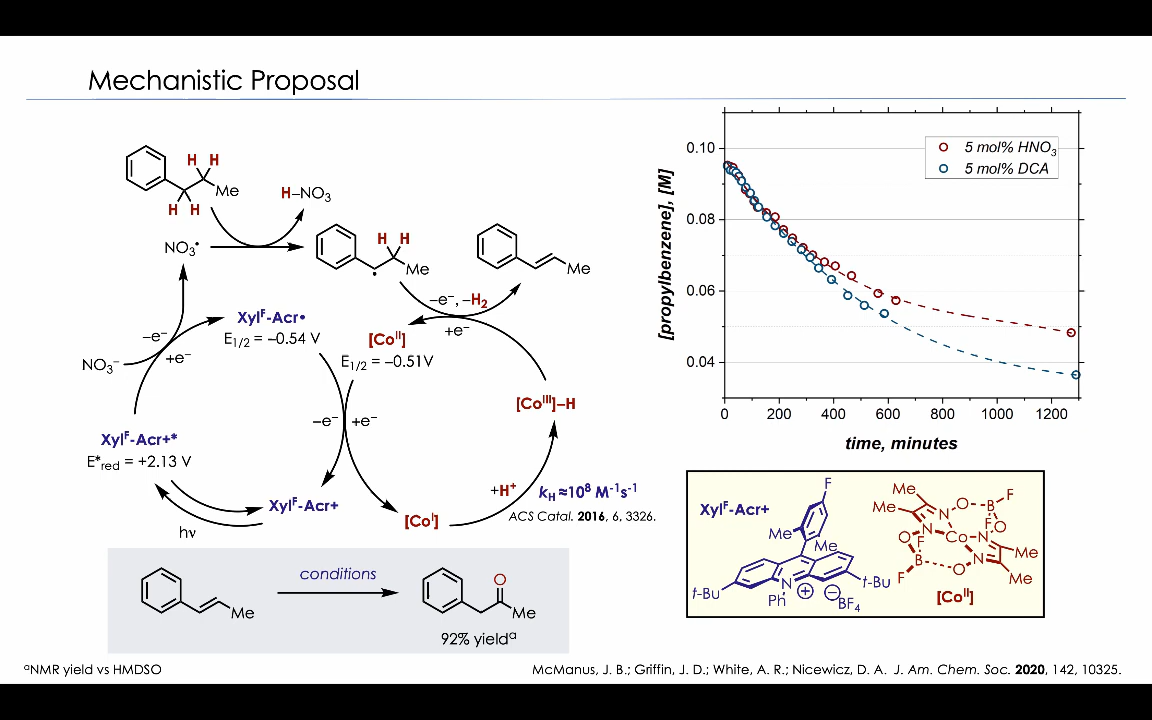 Mechanistic Proposal
H H
Me
H H
H–NO3
NO3•
H H
Me
•
Me
–e–, –H2
+e–
XylF-Acr•
E1/2 = –0.54 V
[CoII]
E1/2 = –0.51V
–e–
+e–
NO3–
[CoIII]–H
XylF-Acr+*
E*red = +2.13 V
–e–
+e–
+H+
kH ≈10^8 M-1s-1
ACS Catal. 2016, 6, 3326.
XylF-Acr+
[CoI]
hν
conditions
Me
O
Me
92% yielda
0.10
0.08
0.06
0.04
[propylbenzene], [M]
5 mol% HNO3
5 mol% DCA
0 200 400 600 800 1000 1200
time, minutes
XylF-Acr+
F
Me
Me
t-Bu
N
+
t-Bu
Ph
–
BF4
Me
Me
N
O
B
F
O
N
F
O
F
Co
N
Me
B
F
O
N
Me
[CoII]
aNMR yield vs HMDSO
McManus, J. B.; Griffin, J. D.; White, A. R.; Nicewicz, D. A. J. Am. Chem. Soc. 2020, 142, 10325.